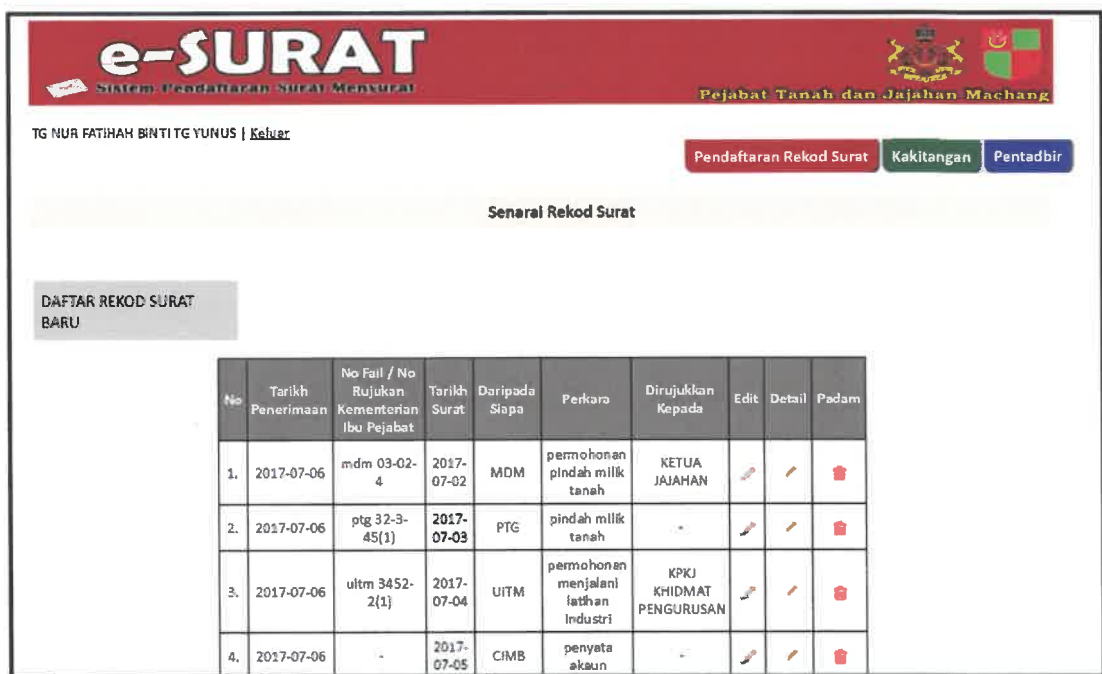 e-SURAT
Sistem Pendaftaran Surat Menyurat
Pejabat Tanah dan Jajahan Machang
TG NUR FATIHAH BINTI TG YUNUS | Keluar
Pendaftaran Rekod Surat Kakitangan Pentadbir
Senarai Rekod Surat
DAFTAR REKOD SURAT
BARU
No
Tarikh
Penerimaan
No Fail / No
Rujukan
Kementerian
Ibu Pejabat
Tarikh
Surat
Daripada
Siapa
Perkara
Dirujukkan
Kepada
Edit
Detail
Padam
1.
2017-07-06
mdm 03-02-
4
2017-
07-02
MDM
permohonan
pindah milik
tanah
KETUA
JAJAHAN
2.
2017-07-06
ptg 32-3-
45(1)
2017-
07-03
PTG
pindah milik
tanah
-
3.
2017-07-06
uitm 3452-
2(1)
2017-
07-04
UiTM
permohonan
menjalani
latihan
industri
KPKJ
KHIDMAT
PENGURUSAN
4.
2017-07-06
-
2017-
07-05
CIMB
penyata
akaun
-